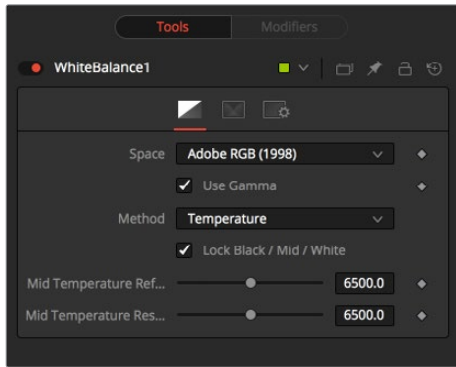 Tools Modifiers
WhiteBalance1
Space Adobe RGB (1998)
Use Gamma
Method Temperature
Lock Black / Mid / White
Mid Temperature Ref... 6500.0
Mid Temperature Res... 6500.0